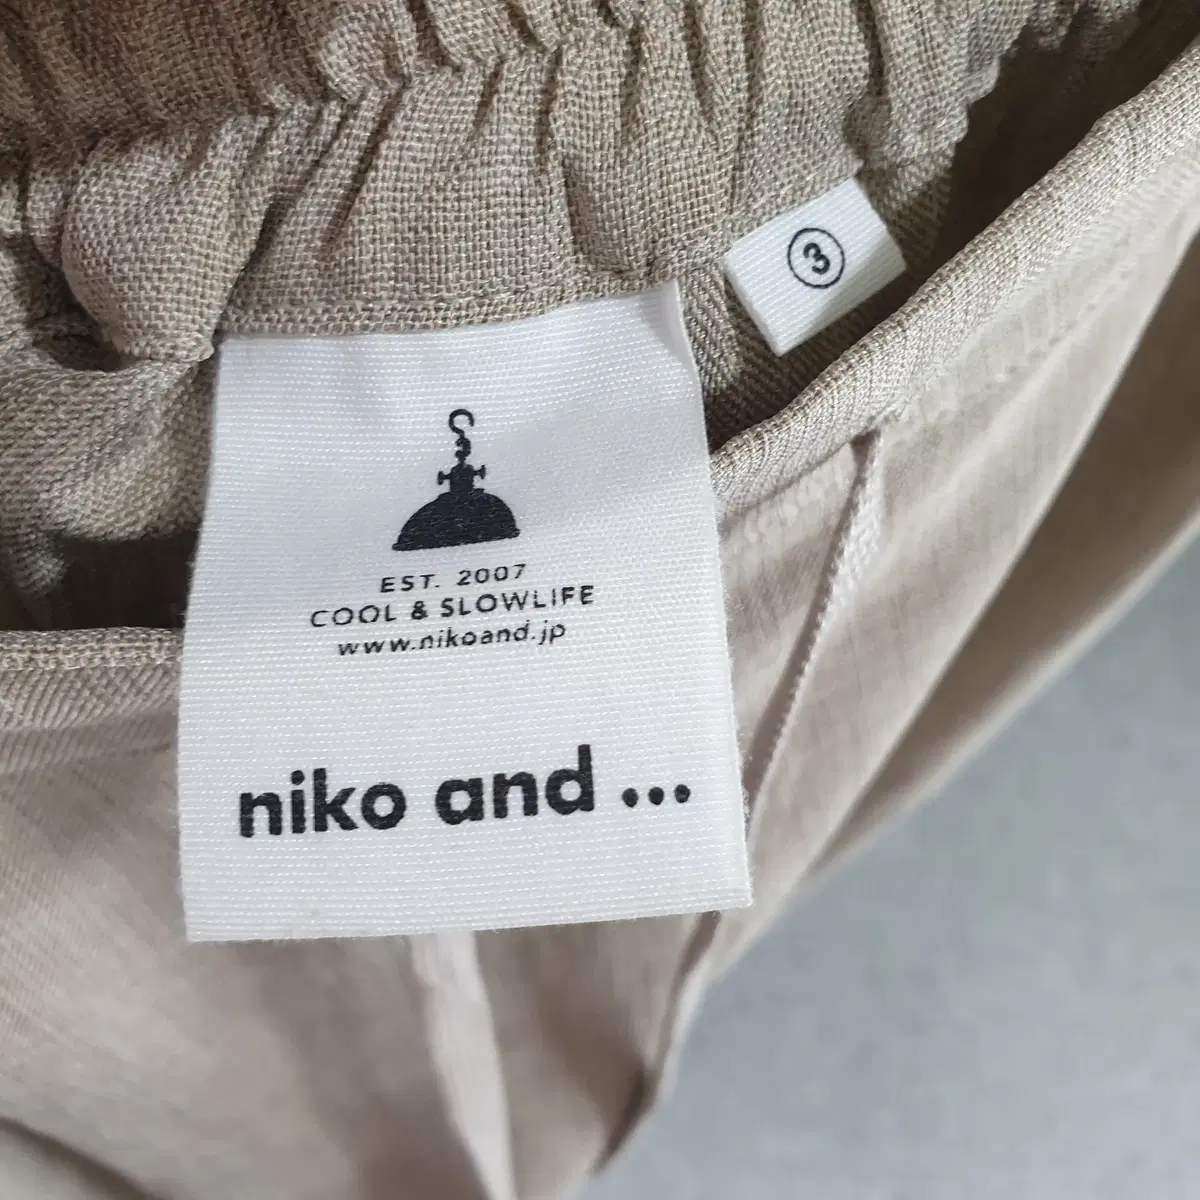 ③
EST. 2007
COOL & SLOWLIFE
www.nikoand.jp
niko and ...